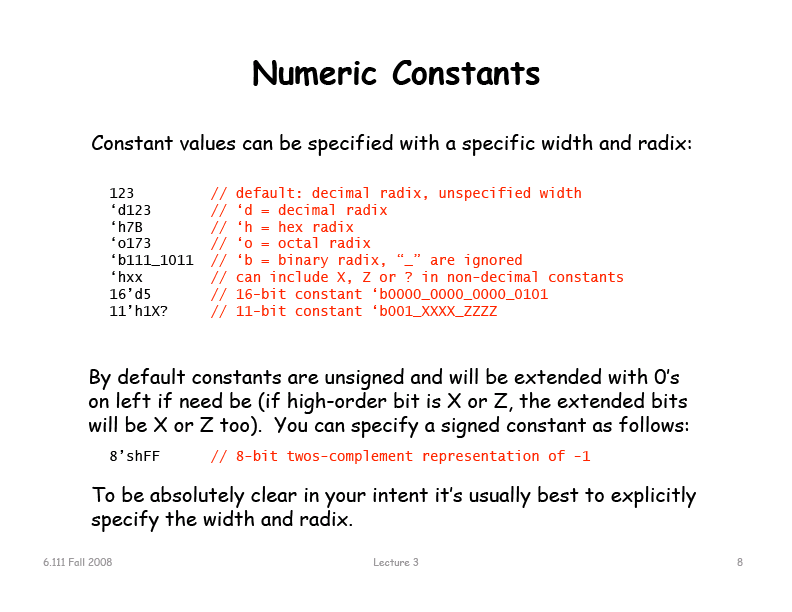 Numeric Constants
Constant values can be specified with a specific width and radix:
123 // default: decimal radix, unspecified width
‘d123 // ‘d = decimal radix
‘h7B // ‘h = hex radix
‘o173 // ‘o = octal radix
‘b111_1011 // ‘b = binary radix, “_” are ignored
‘hxx // can include X, Z or ? in non-decimal constants
16’d5 // 16-bit constant ‘b0000_0000_0000_0101
11’h1X? // 11-bit constant ‘b001_XXXX_ZZZZ
By default constants are unsigned and will be extended with 0’s
on left if need be (if high-order bit is X or Z, the extended bits
will be X or Z too). You can specify a signed constant as follows:
8’shFF // 8-bit twos-complement representation of -1
To be absolutely clear in your intent it’s usually best to explicitly
specify the width and radix.
6.111 Fall 2008 Lecture 3 8